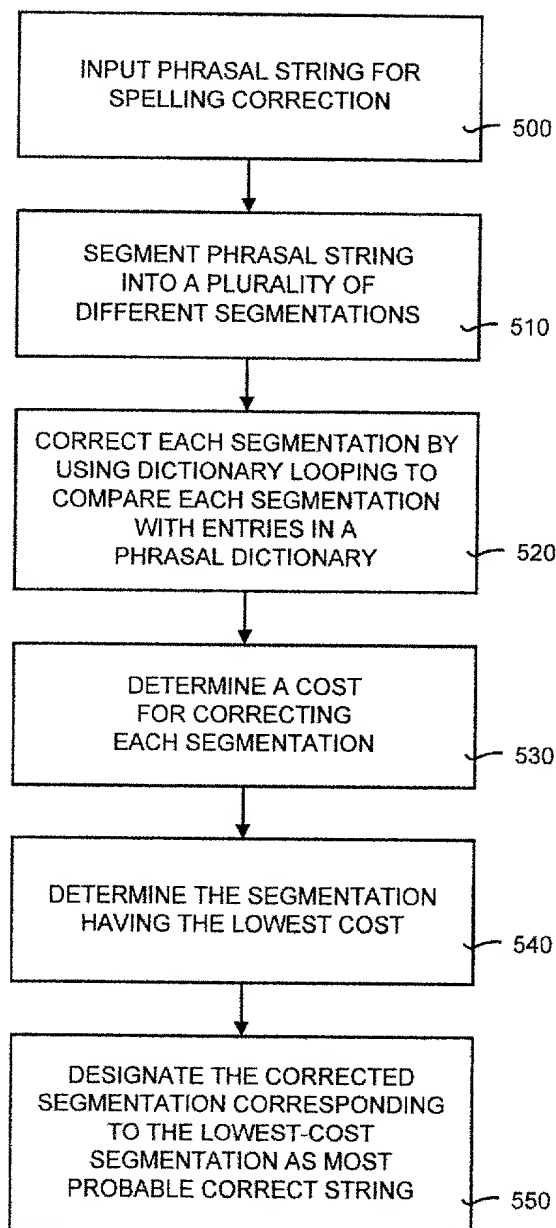 INPUT PHRASAL STRING FOR
SPELLING CORRECTION
500
SEGMENT PHRASAL STRING
INTO A PLURALITY OF
DIFFERENT SEGMENTATIONS
510
CORRECT EACH SEGMENTATION BY
USING DICTIONARY LOOPING TO
COMPARE EACH SEGMENTATION
WITH ENTRIES IN A
PHRASAL DICTIONARY
520
DETERMINE A COST
FOR CORRECTING
EACH SEGMENTATION
530
DETERMINE THE SEGMENTATION
HAVING THE LOWEST COST
540
DESIGNATE THE CORRECTED
SEGMENTATION CORRESPONDING
TO THE LOWEST-COST
SEGMENTATION AS MOST
PROBABLE CORRECT STRING
550